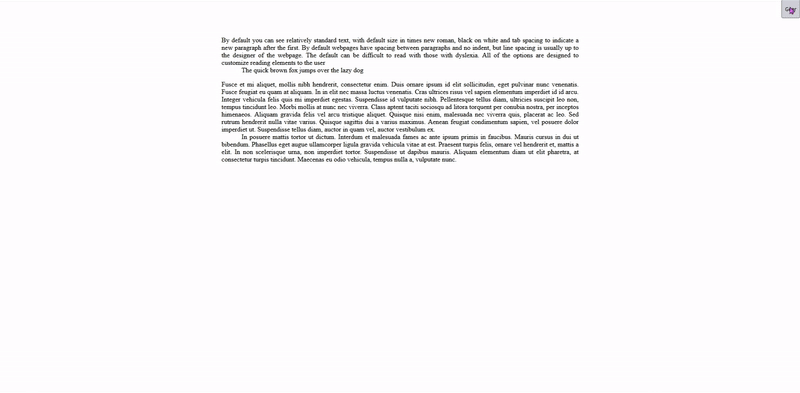 By default you can see relatively standard text, with default size in times new roman, black on white and tab spacing to indicate a
new paragraph after the first. By default webpages have spacing between paragraphs and no indent, but line spacing is usually up to
the designer of the webpage. The default can be difficult to read with those with dyslexia. All of the options are designed to
customize reading elements to the user
The quick brown fox jumps over the lazy dog
Fusce et mi aliquet, mollis nibh hendrerit, consectetur enim. Duis ornare ipsum id elit sollicitudin, eget pulvinar nunc venenatis.
Fusce feugiat eu quam at aliquam. In in elit nec massa luctus venenatis. Cras ultrices risus vel sapien elementum imperdiet id id arcu.
Integer vehicula felis quis mi imperdiet egestas. Suspendisse id vulputate nibh. Pellentesque tellus diam, ultricies suscipit leo non,
tempus tincidunt leo. Morbi mollis at nunc nec viverra. Class aptent taciti sociosqu ad litora torquent per conubia nostra, per inceptos
himenaeos. Aliquam gravida felis vel arcu tristique aliquet. Quisque nisi enim, malesuada nec viverra quis, placerat ac leo. Sed
rutrum hendrerit nulla vitae varius. Quisque sagittis dui a varius maximus. Aenean feugiat condimentum sapien, vel posuere dolor
imperdiet ut. Suspendisse tellus diam, auctor in quam vel, auctor vestibulum ex.
In posuere mattis tortor ut dictum. Interdum et malesuada fames ac ante ipsum primis in faucibus. Mauris cursus in dui ut
bibendum. Phasellus eget augue ullamcorper ligula gravida vehicula vitae at est. Praesent turpis felis, ornare vel hendrerit et, mattis a
elit. In non scelerisque urna, non imperdiet tortor. Suspendisse ut dapibus mauris. Aliquam elementum diam ut elit pharetra, at
consectetur turpis tincidunt. Maecenas eu odio vehicula, tempus nulla a, vulputate nunc.